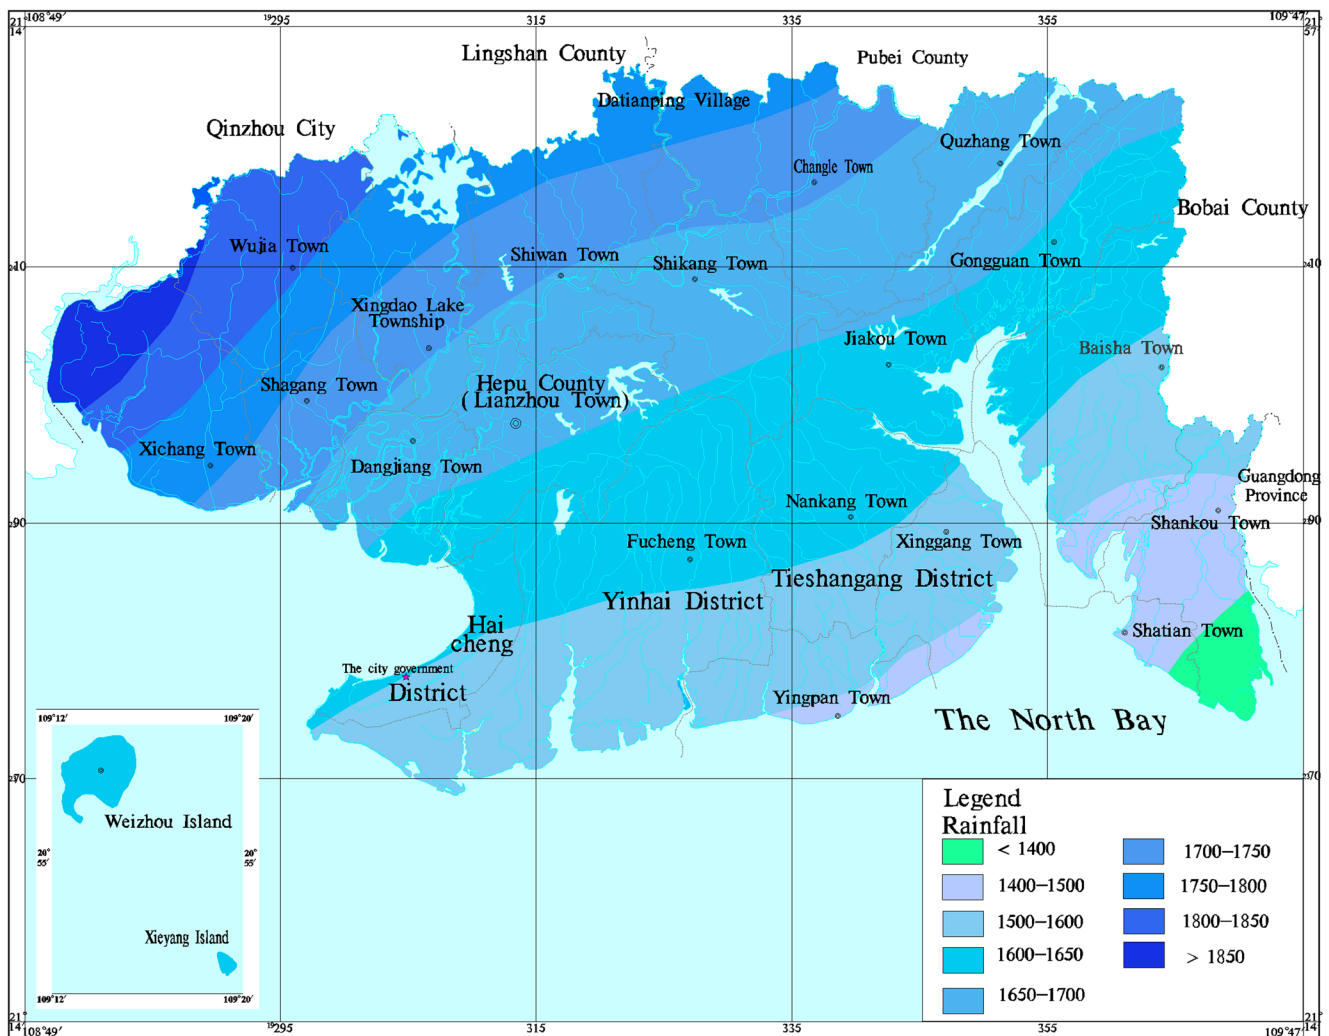 21° 108°49′ 19295 315 335 355 109°47′ 21°
14′ 57′
Lingshan County
Pubei County
Datianping Village
Qinzhou City
Quzhang Town
Changle Town
Bobai County
Wujia Town
Shiwan Town
Shikang Town
Gongguan Town
Xingdao Lake
Township
Jiakou Town
Baisha Town
Shagang Town
Hepu County
( Lianzhou Town)
Xichang Town
Dangjiang Town
Guangdong
Province
Nankang Town
Shankou Town
Fucheng Town
Xinggang Town
Tieshangang District
Yinhai District
Hai
cheng
District
Shatian Town
The city government
Yingpan Town
The North Bay
109°12′ 109°20′
Weizhou Island
20° 20°
55′ 55′
Xieyang Island
109°12′ 109°20′
Legend
Rainfall
< 1400 1700–1750
1400–1500 1750–1800
1500–1600 1800–1850
1600–1650 > 1850
1650–1700
21° 21°
14′ 108°49′ 19295 315 335 355 109°47′